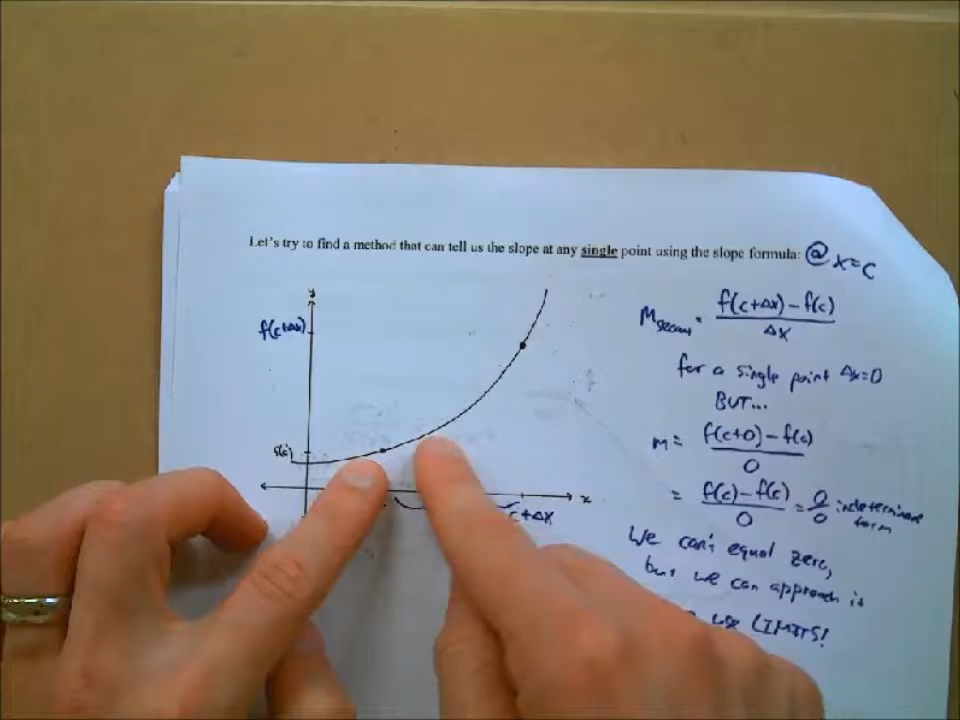 Let's try to find a method that can tell us the slope at any single point using the slope formula: @ x=c
y
f(c+Δx)
f(c)
x
c+Δx
Msecant = f(c+Δx)-f(c)
Δx
for a single point Δx=0
BUT...
m = f(c+0)-f(c)
0
= f(c)-f(c) = 0 indeterminate
0 0 form
We can't equal zero,
but we can approach it
use LIMITS!